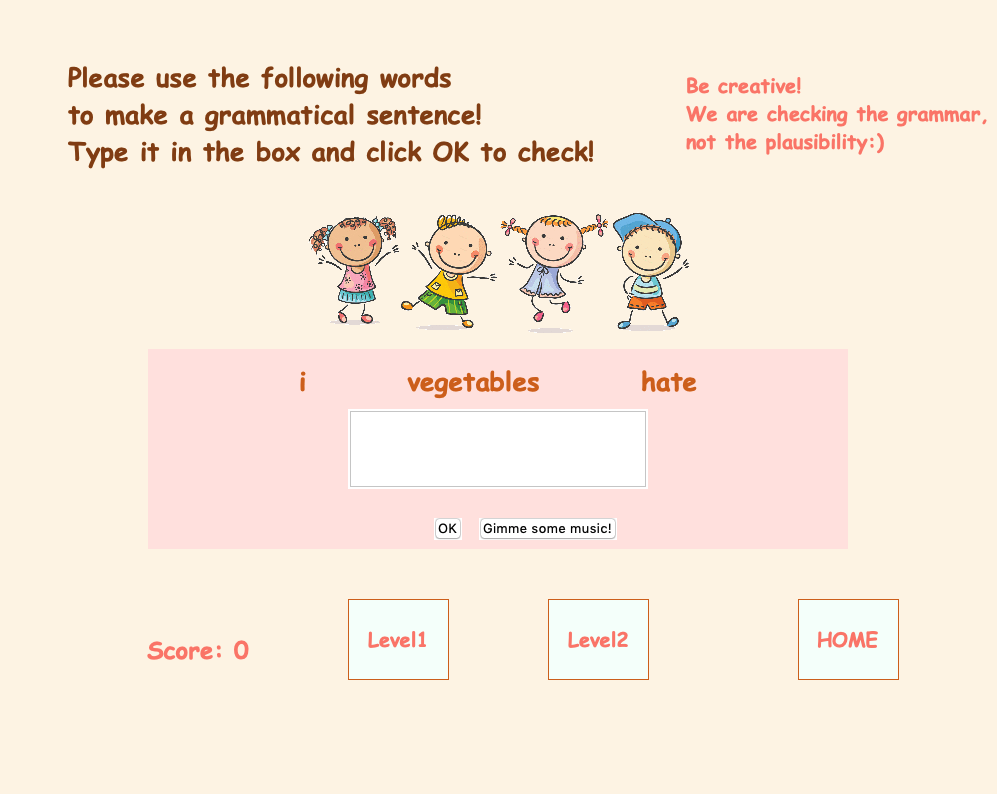 Please use the following words
to make a grammatical sentence!
Type it in the box and click OK to check!
Be creative!
We are checking the grammar,
not the plausibility:)
i vegetables hate
OK Gimme some music!
Score: 0 Level1 Level2 HOME